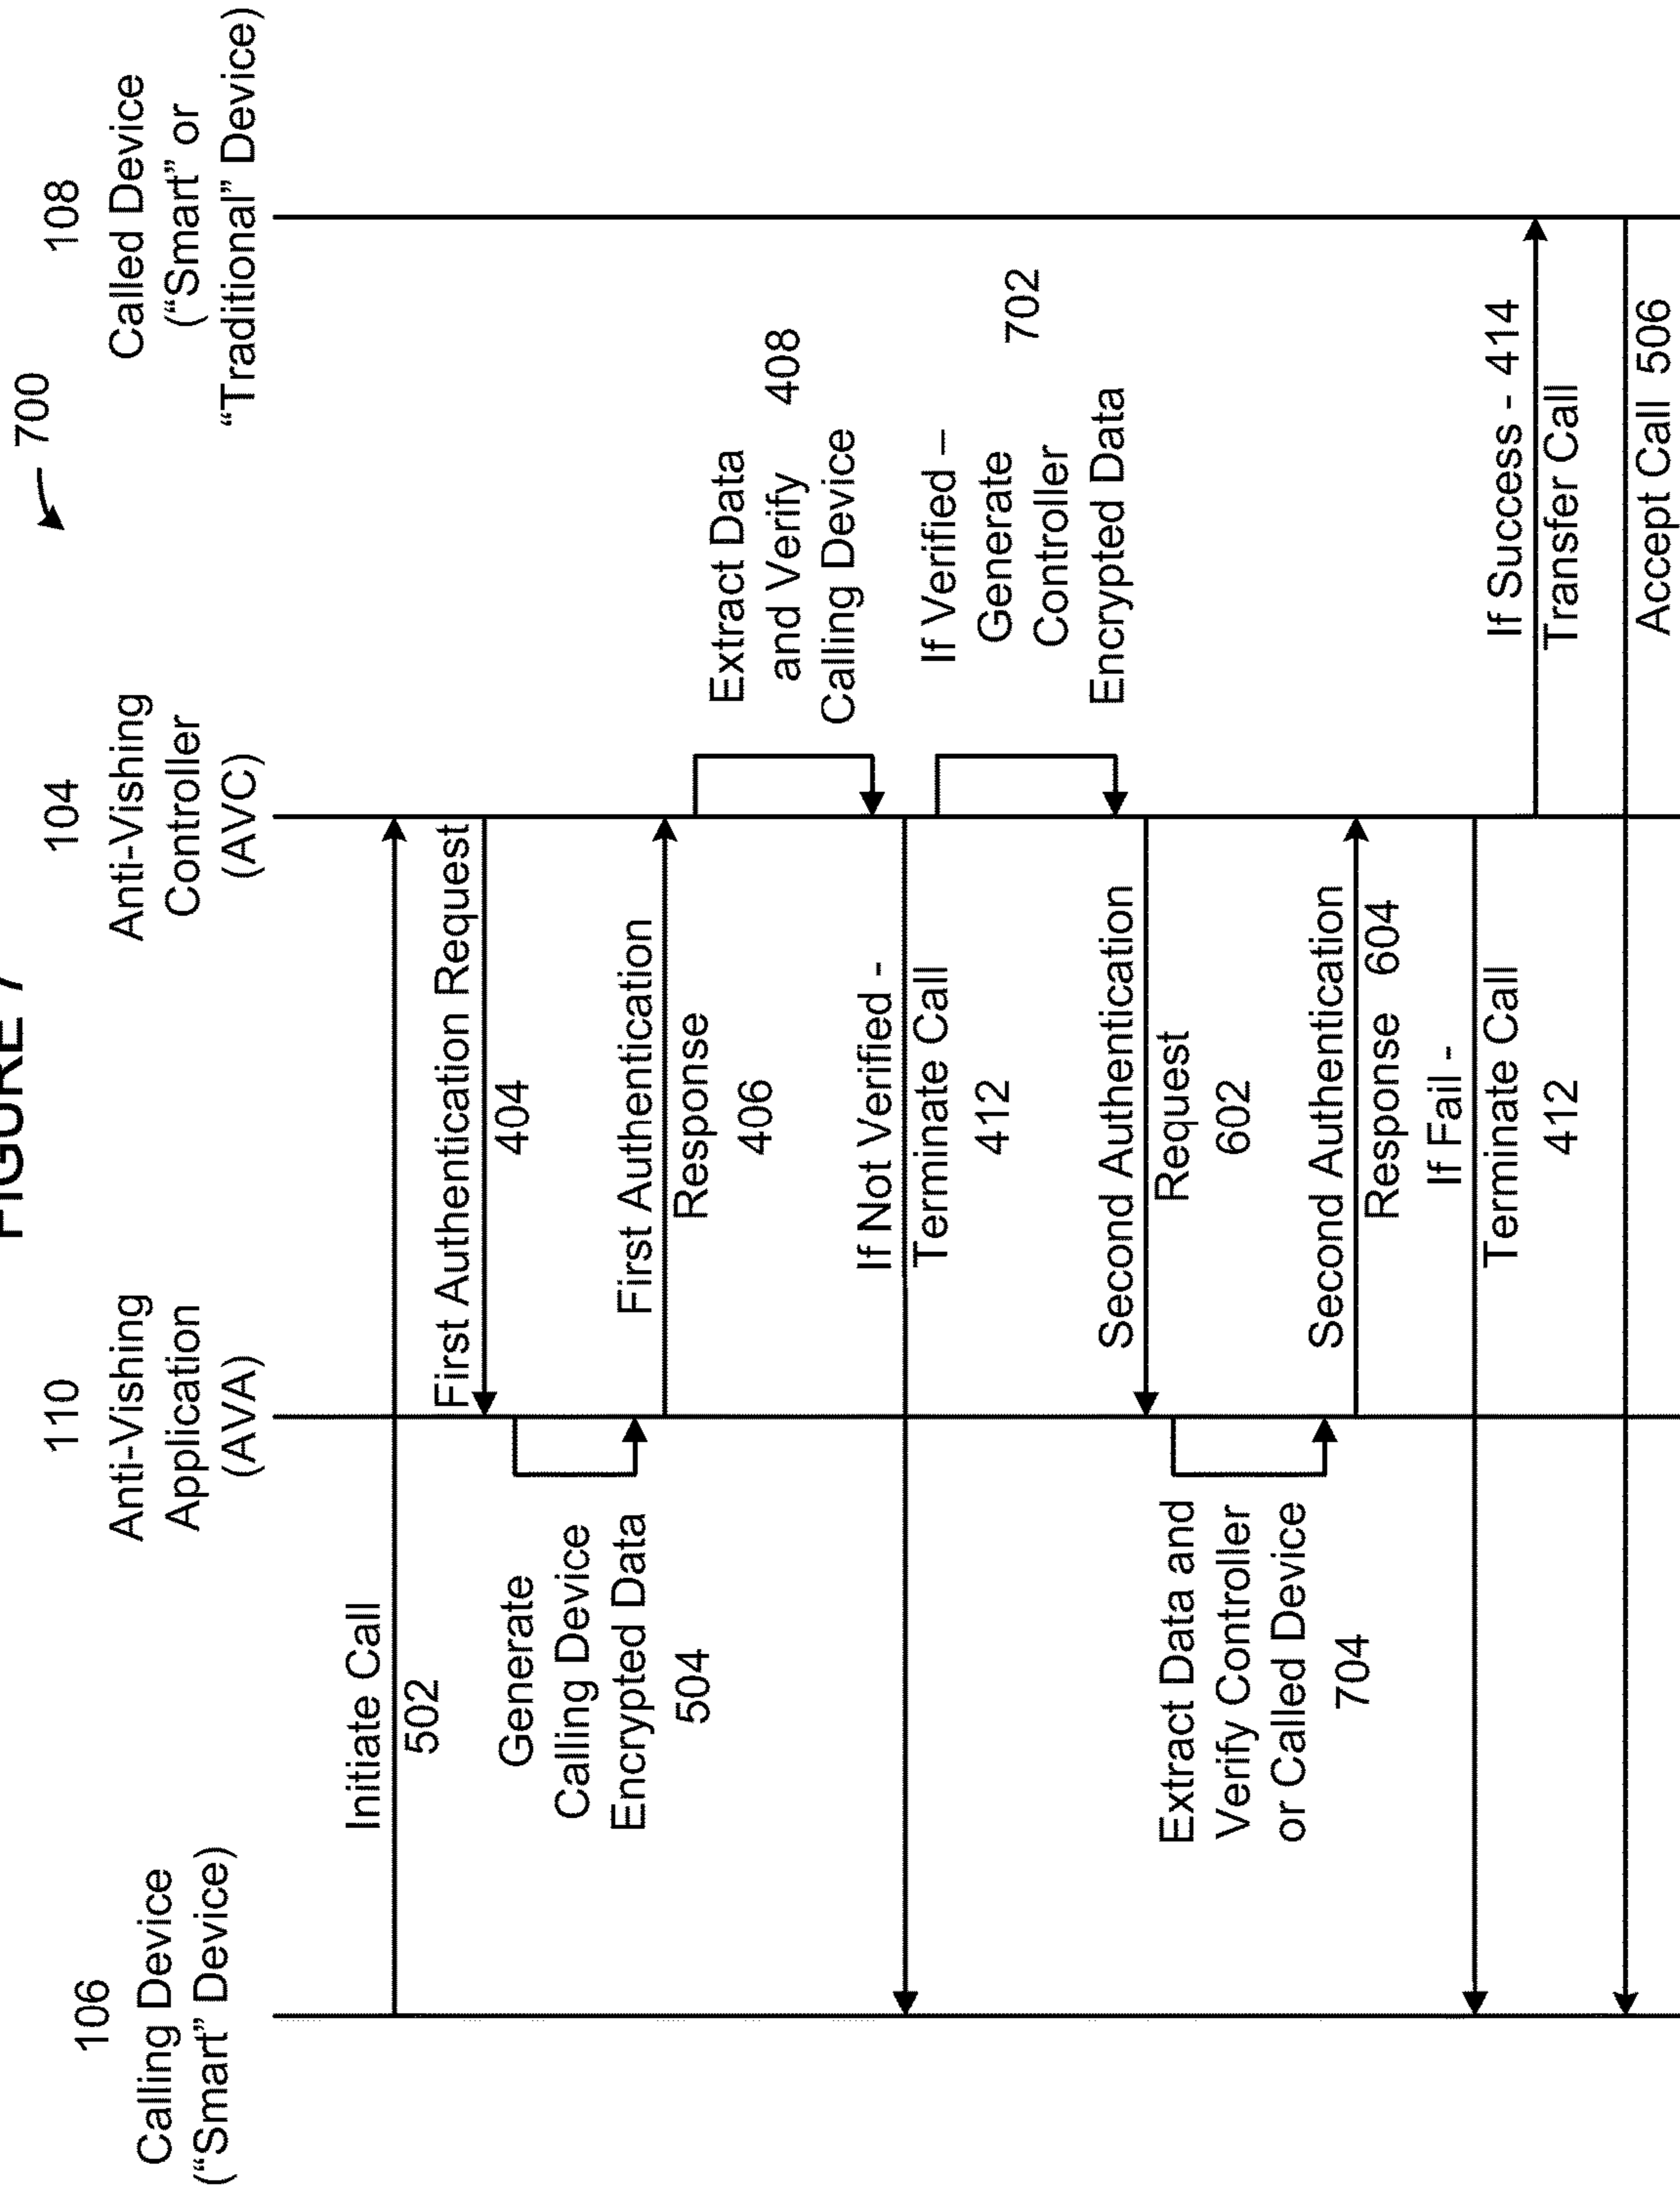 FIGURE 7
700
106
Calling Device
(“Smart” Device)
110
Anti-Vishing
Application
(AVA)
104
Anti-Vishing
Controller
(AVC)
108
Called Device
(“Smart” or
“Traditional” Device)
Initiate Call
502
First Authentication Request
404
Generate
Calling Device
Encrypted Data
504
First Authentication
Response
406
Extract Data
and Verify 408
Calling Device
If Not Verified -
Terminate Call
412
If Verified –
Generate
Controller 702
Encrypted Data
Second Authentication
Request
602
Extract Data and
Verify Controller
or Called Device
704
Second Authentication
Response 604
If Fail -
Terminate Call
412
If Success - 414
Transfer Call
Accept Call 506